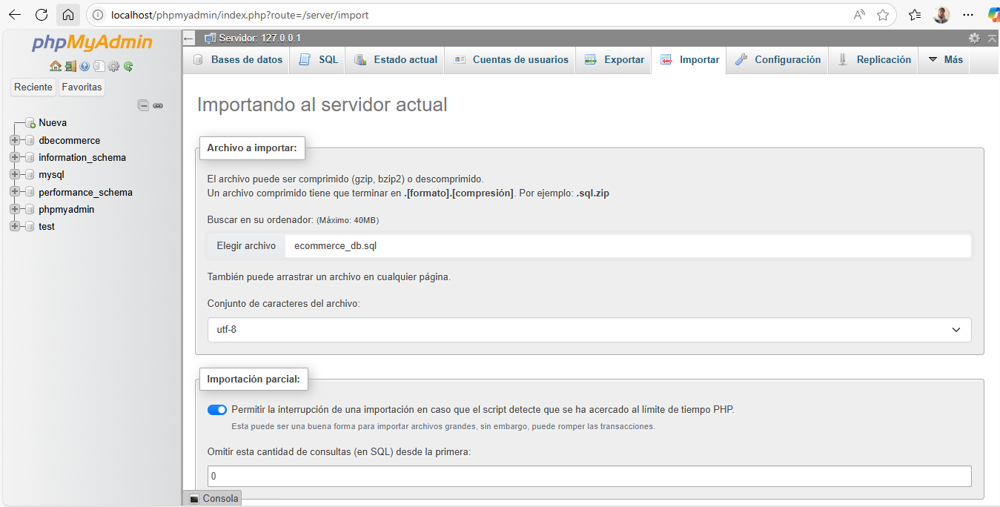 localhost/phpmyadmin/index.php?route=/server/import
phpMyAdmin
Reciente
Favoritas
Nueva
dbecommerce
information_schema
mysql
performance_schema
phpmyadmin
test
Servidor: 127.0.0.1
Bases de datos
SQL
Estado actual
Cuentas de usuarios
Exportar
Importar
Configuración
Replicación
Más
Importando al servidor actual
Archivo a importar:
El archivo puede ser comprimido (gzip, bzip2) o descomprimido.
Un archivo comprimido tiene que terminar en .[formato].[compresión]. Por ejemplo: .sql.zip
Buscar en su ordenador: (Máximo: 40MB)
Elegir archivo ecommerce_db.sql
También puede arrastrar un archivo en cualquier página.
Conjunto de caracteres del archivo:
utf-8
Importación parcial:
Permitir la interrupción de una importación en caso que el script detecte que se ha acercado al límite de tiempo PHP.
Esta puede ser una buena forma para importar archivos grandes, sin embargo, puede romper las transacciones.
Omitir esta cantidad de consultas (en SQL) desde la primera:
0
Consola